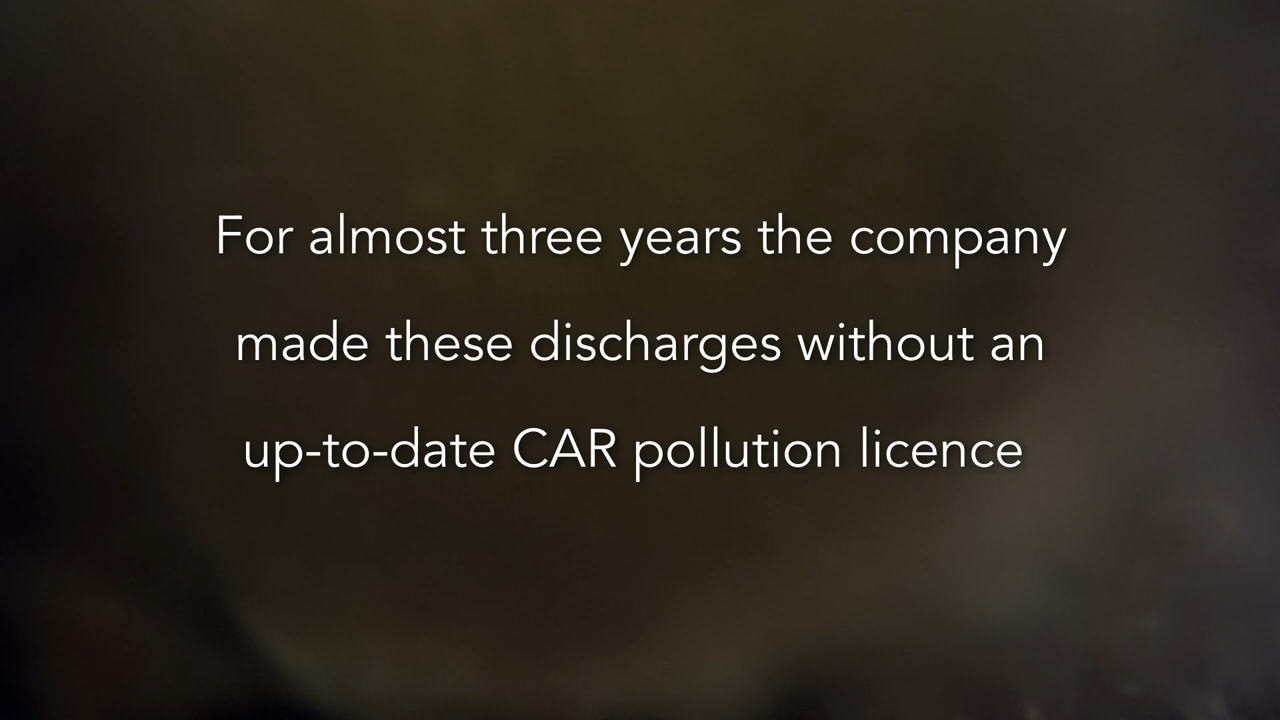 For almost three years the company
made these discharges without an
up-to-date CAR pollution licence